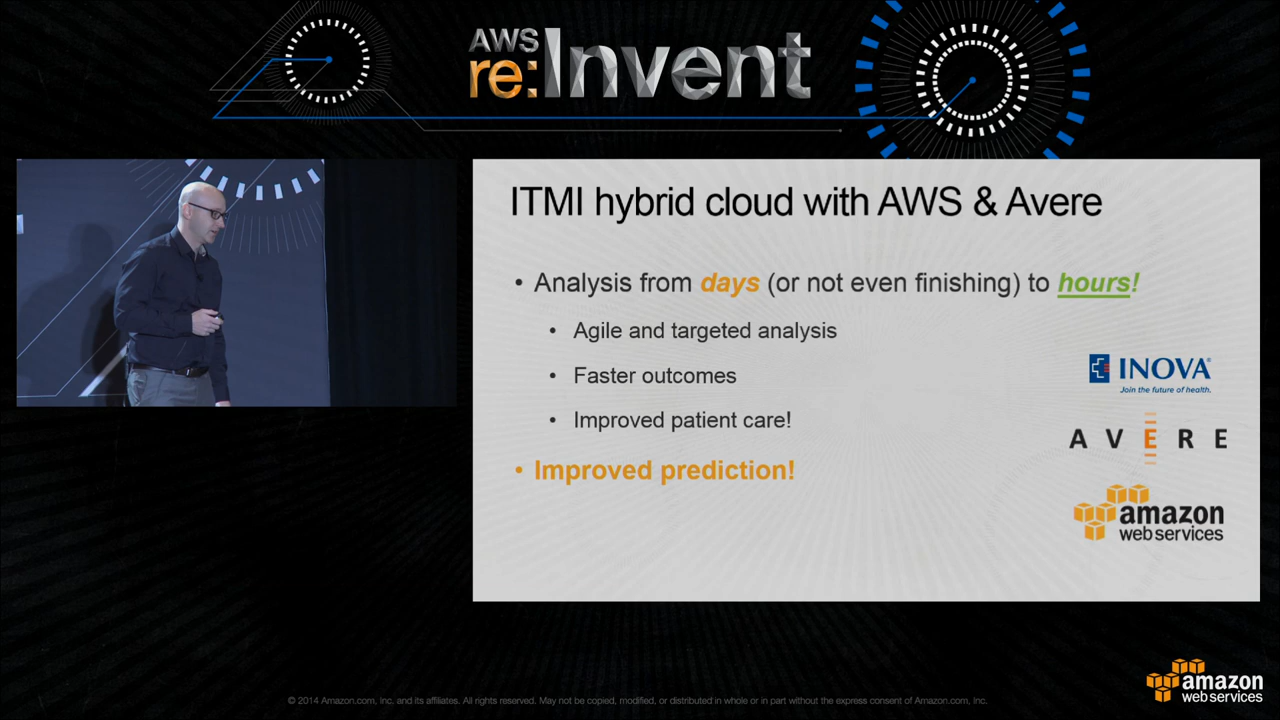 AWS
re:Invent
ITMI hybrid cloud with AWS & Avere
• Analysis from days (or not even finishing) to hours!
• Agile and targeted analysis
• Faster outcomes
• Improved patient care!
• Improved prediction!
INOVA®
Join the future of health.
AVERE
amazon
web services
© 2014 Amazon.com, Inc. and its affiliates. All rights reserved. May not be copied, modified, or distributed in whole or in part without the express consent of Amazon.com, Inc.
amazon
web services